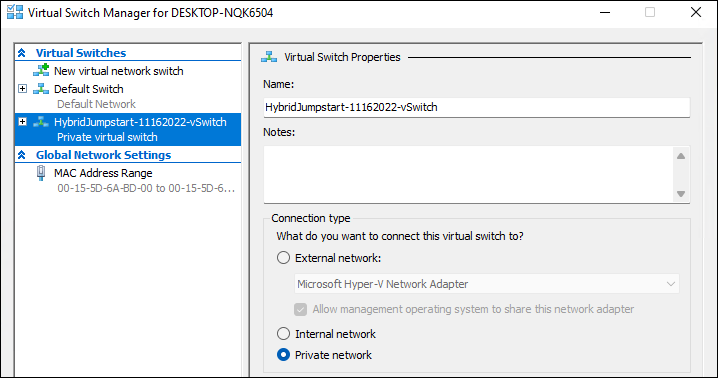 Virtual Switch Manager for DESKTOP-NQK6504
Virtual Switches
New virtual network switch
Default Switch
Default Network
HybridJumpstart-11162022-vSwitch
Private virtual switch
Global Network Settings
MAC Address Range
00-15-5D-6A-BD-00 to 00-15-5D-6...
Virtual Switch Properties
Name:
HybridJumpstart-11162022-vSwitch
Notes:
Connection type
What do you want to connect this virtual switch to?
External network:
Microsoft Hyper-V Network Adapter
Allow management operating system to share this network adapter
Internal network
Private network